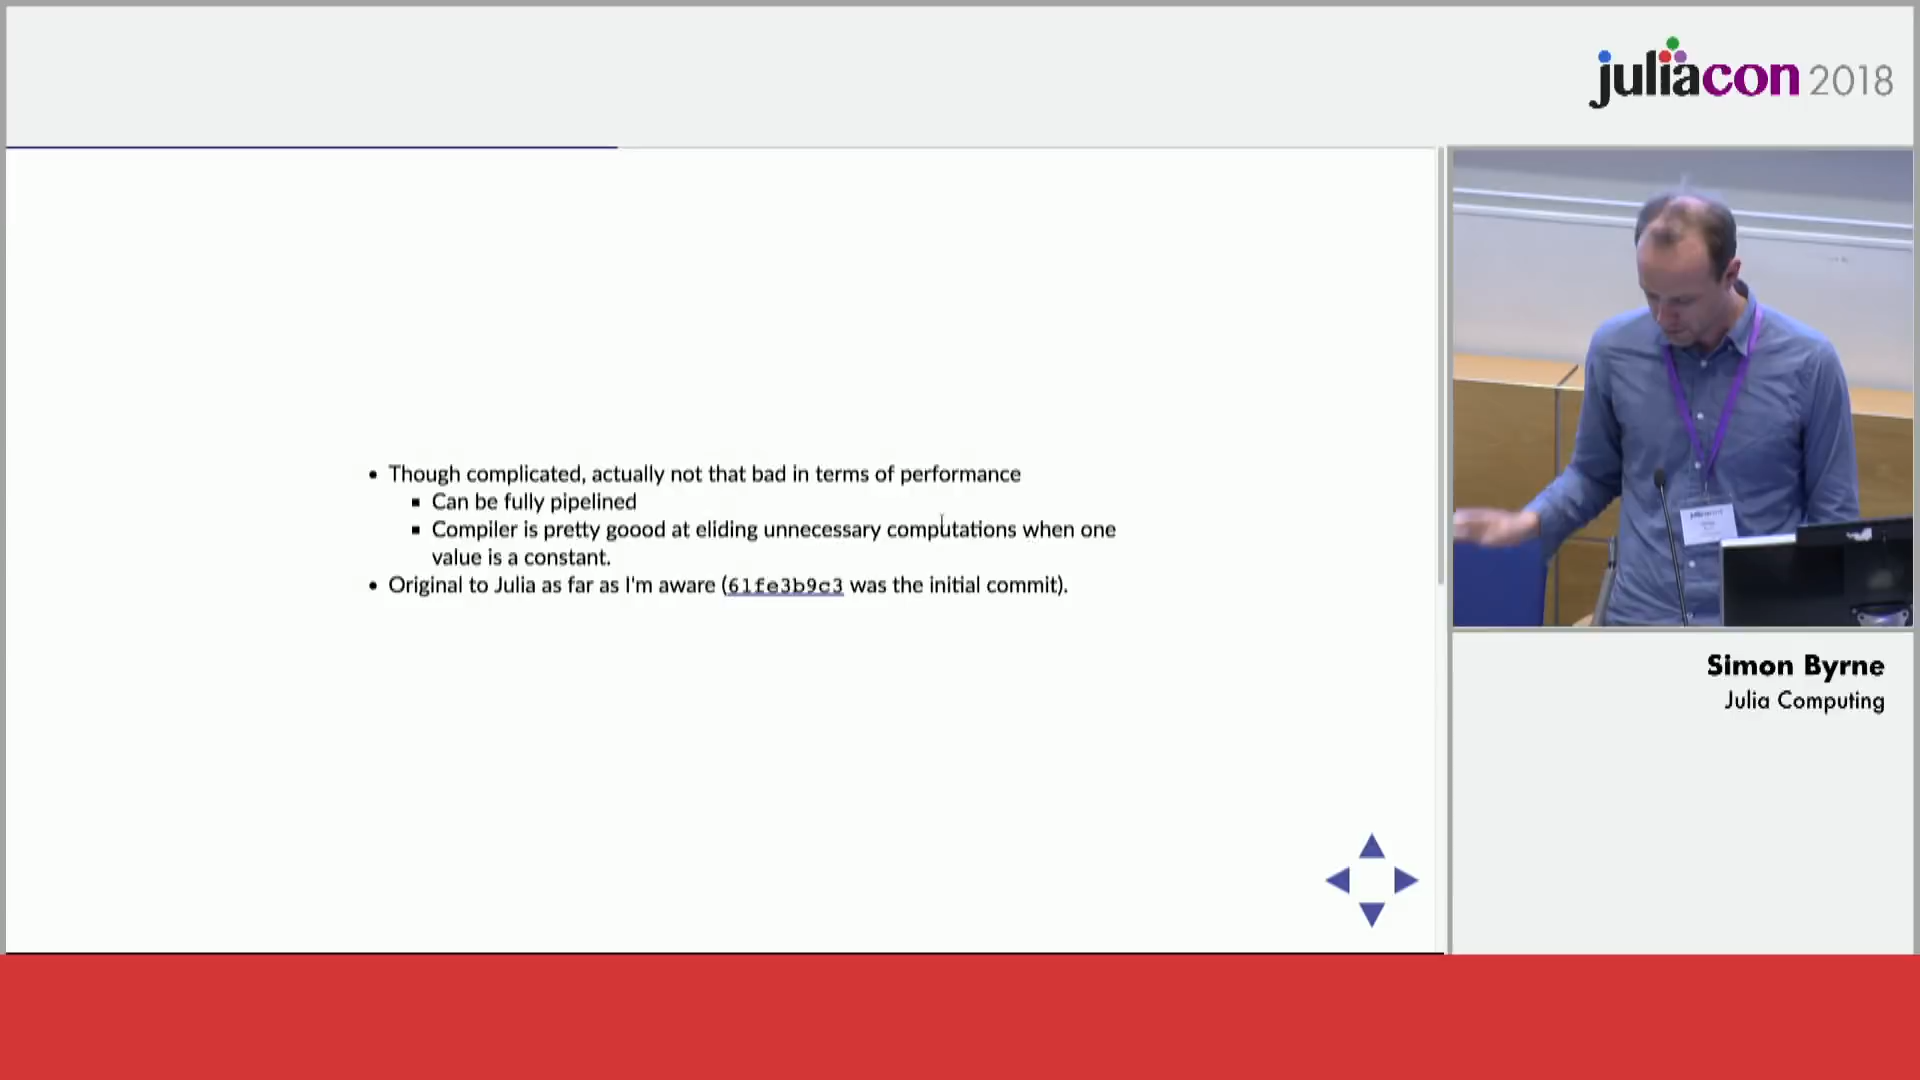 juliacon 2018
• Though complicated, actually not that bad in terms of performance
▪ Can be fully pipelined
▪ Compiler is pretty goood at eliding unnecessary computations when one
value is a constant.
• Original to Julia as far as I'm aware (61fe3b9c3 was the initial commit).
Simon Byrne
Julia Computing